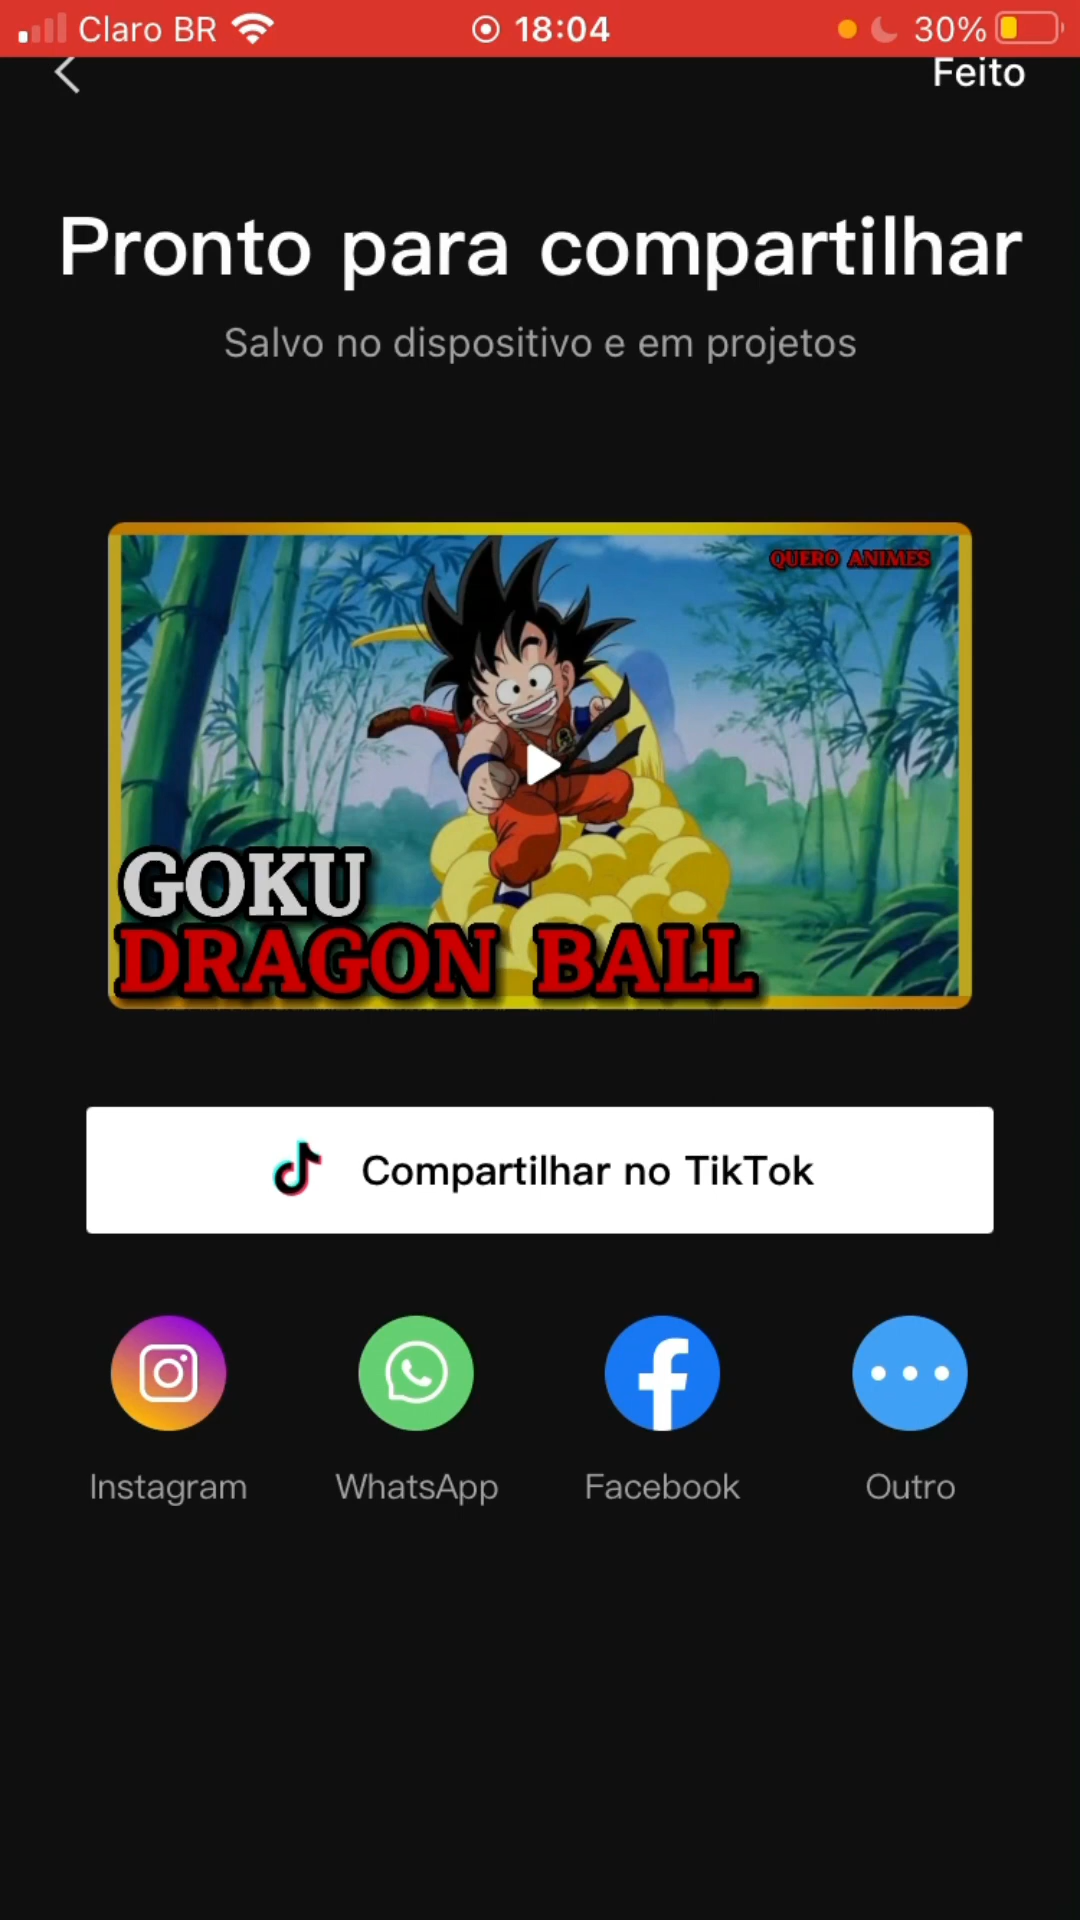 Claro BR 18:04 30%
Feito
Pronto para compartilhar
Salvo no dispositivo e em projetos
QUERO ANIMES
GOKU
DRAGON BALL
Compartilhar no TikTok
Instagram WhatsApp Facebook Outro